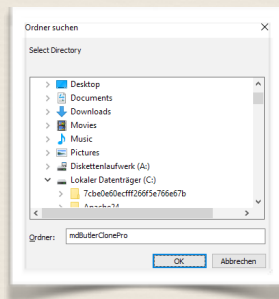 Ordner suchen
Select Directory
Desktop
Documents
Downloads
Movies
Music
Pictures
Diskettenlaufwerk (A:)
Lokaler Datenträger (C:)
7cbe0e60ecfff266f5e766e67b
Apache24
Ordner: mdButlerClonePro
OK Abbrechen